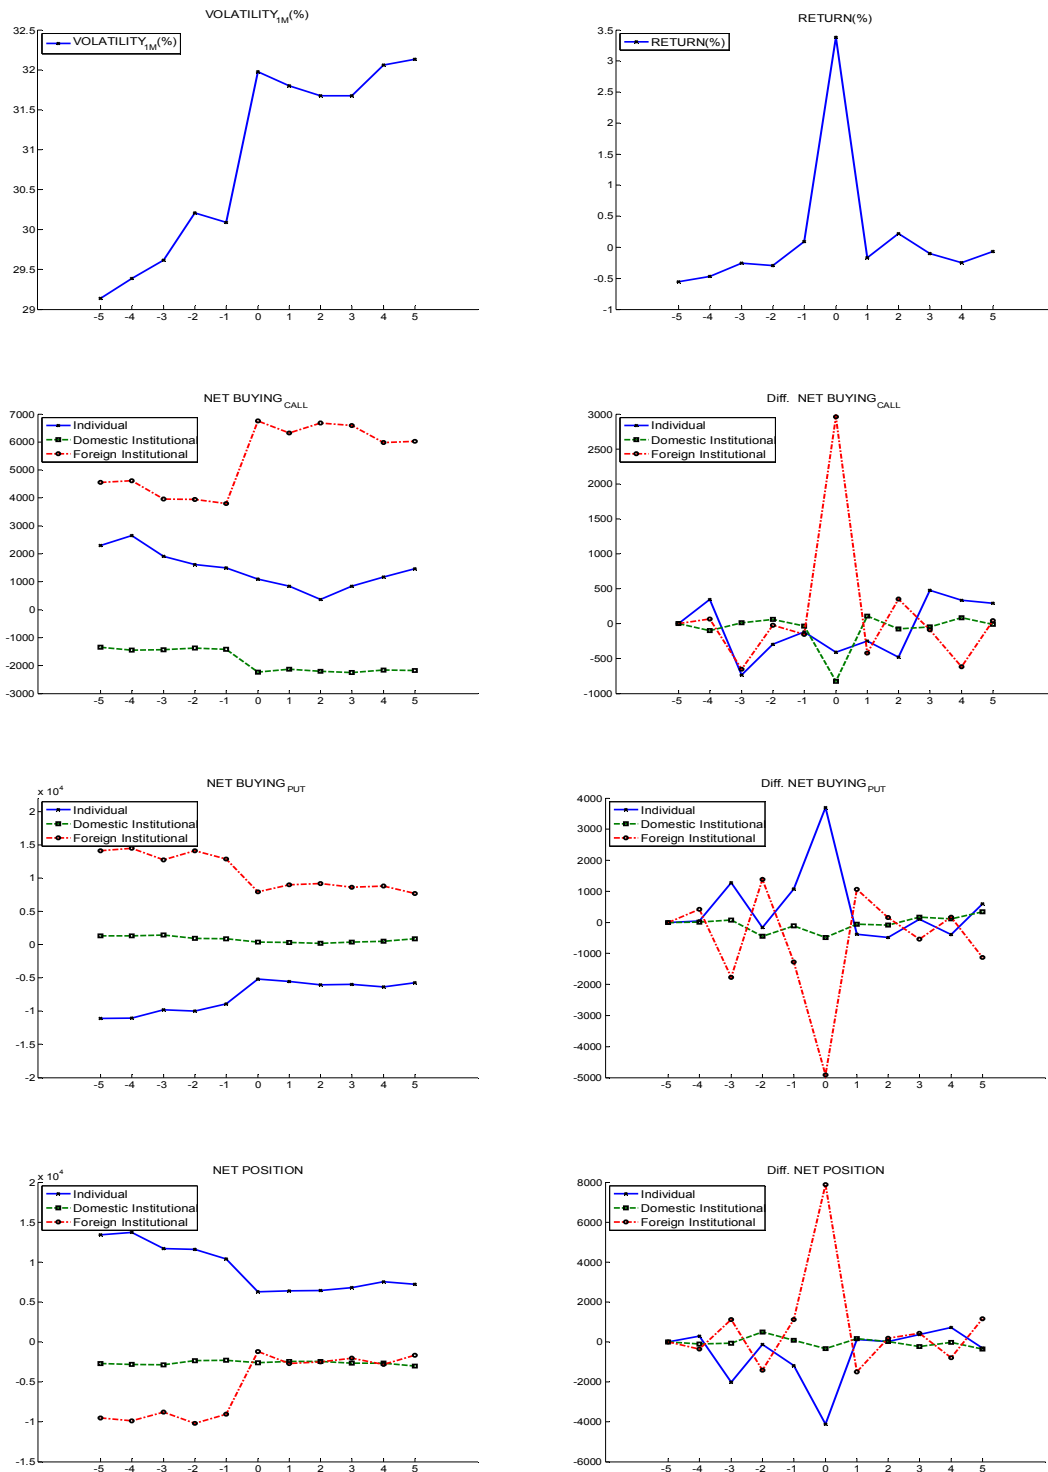 VOLATILITY1M(%)
32.5
32
31.5
31
30.5
30
29.5
29
VOLATILITY1M(%)
-5 -4 -3 -2 -1 0 1 2 3 4 5
RETURN(%)
3.5
3
2.5
2
1.5
1
0.5
0
-0.5
-1
RETURN(%)
-5 -4 -3 -2 -1 0 1 2 3 4 5
NET BUYINGCALL
7000
6000
5000
4000
3000
2000
1000
0
-1000
-2000
-3000
Individual
Domestic Institutional
Foreign Institutional
-5 -4 -3 -2 -1 0 1 2 3 4 5
Diff. NET BUYINGCALL
3000
2500
2000
1500
1000
500
0
-500
-1000
Individual
Domestic Institutional
Foreign Institutional
-5 -4 -3 -2 -1 0 1 2 3 4 5
NET BUYINGPUT
x 10^4
2
1.5
1
0.5
0
-0.5
-1
-1.5
-2
Individual
Domestic Institutional
Foreign Institutional
-5 -4 -3 -2 -1 0 1 2 3 4 5
Diff. NET BUYINGPUT
4000
3000
2000
1000
0
-1000
-2000
-3000
-4000
-5000
Individual
Domestic Institutional
Foreign Institutional
-5 -4 -3 -2 -1 0 1 2 3 4 5
NET POSITION
x 10^4
2
1.5
1
0.5
0
-0.5
-1
-1.5
Individual
Domestic Institutional
Foreign Institutional
-5 -4 -3 -2 -1 0 1 2 3 4 5
Diff. NET POSITION
8000
6000
4000
2000
0
-2000
-4000
-6000
Individual
Domestic Institutional
Foreign Institutional
-5 -4 -3 -2 -1 0 1 2 3 4 5